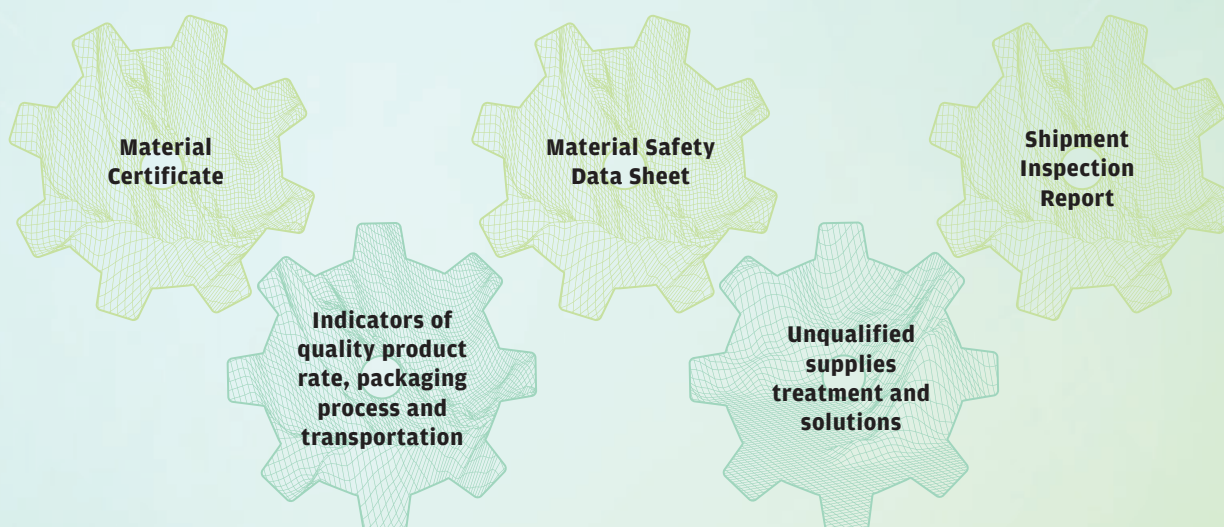 Material
Certificate
Material Safety
Data Sheet
Shipment
Inspection
Report
Indicators of
quality product
rate, packaging
process and
transportation
Unqualified
supplies
treatment and
solutions